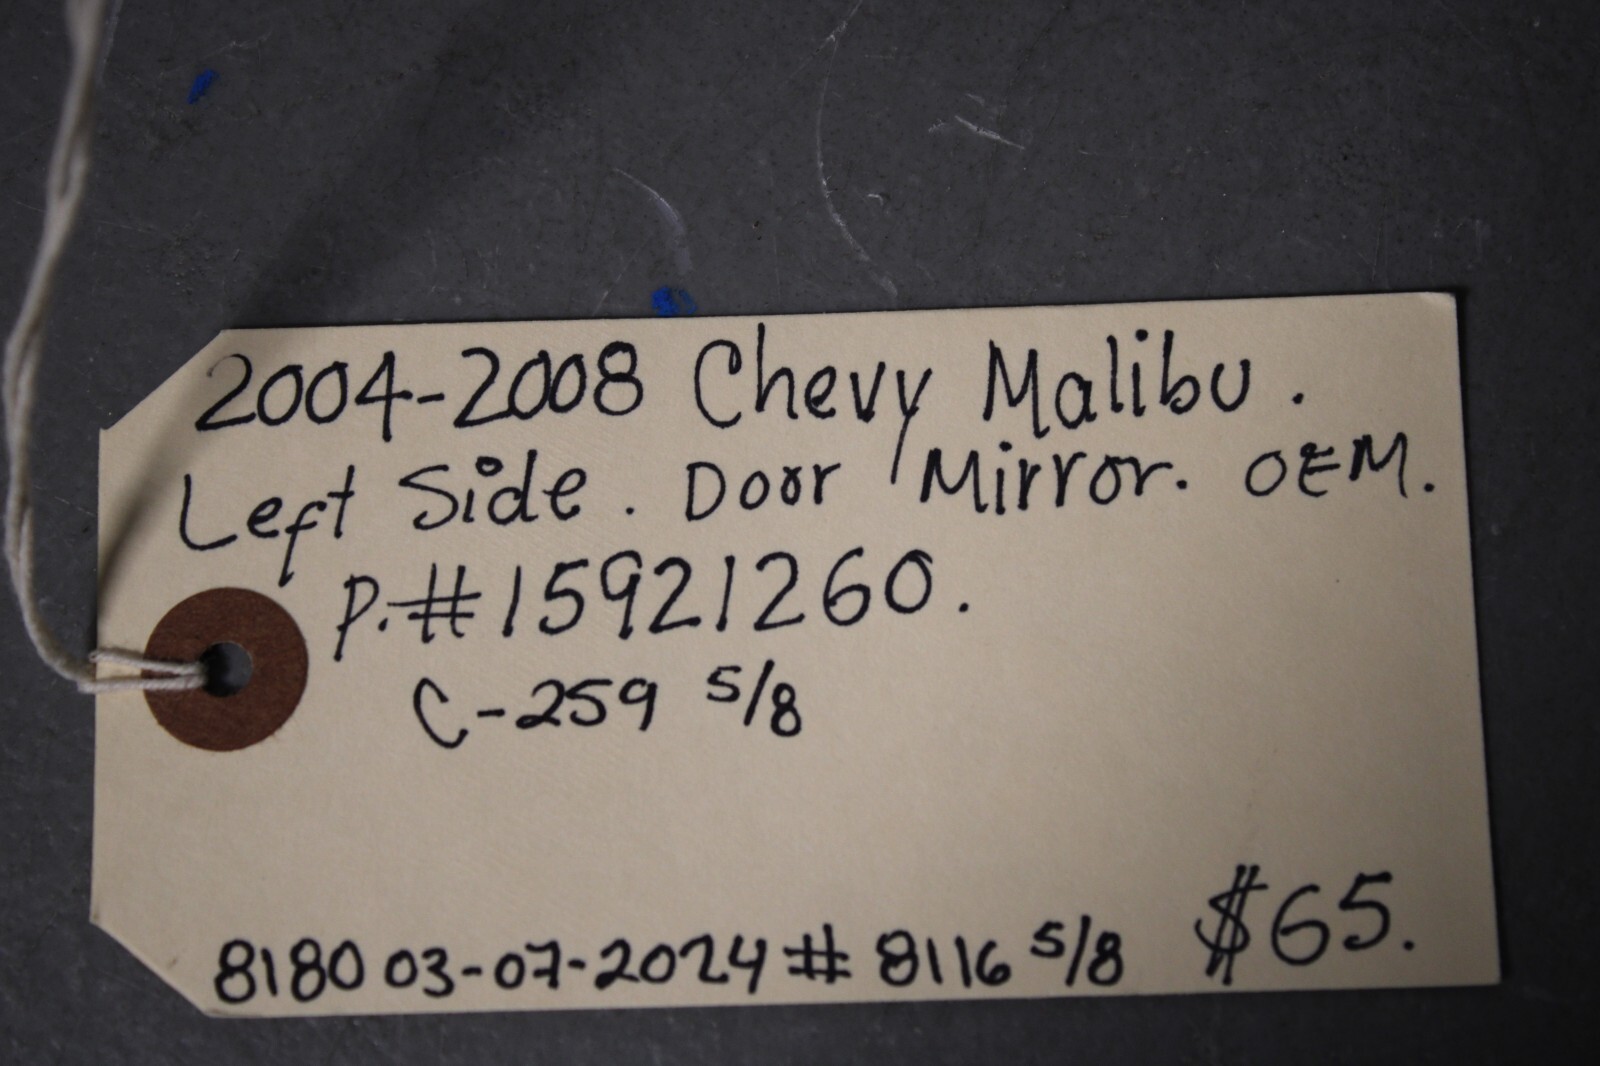 2004-2008 Chevy Malibu.
Left Side. Door Mirror. OEM.
P.#15921260.
C-259 5/8
8180 03-07-2024 # 8116 5/8 $65.